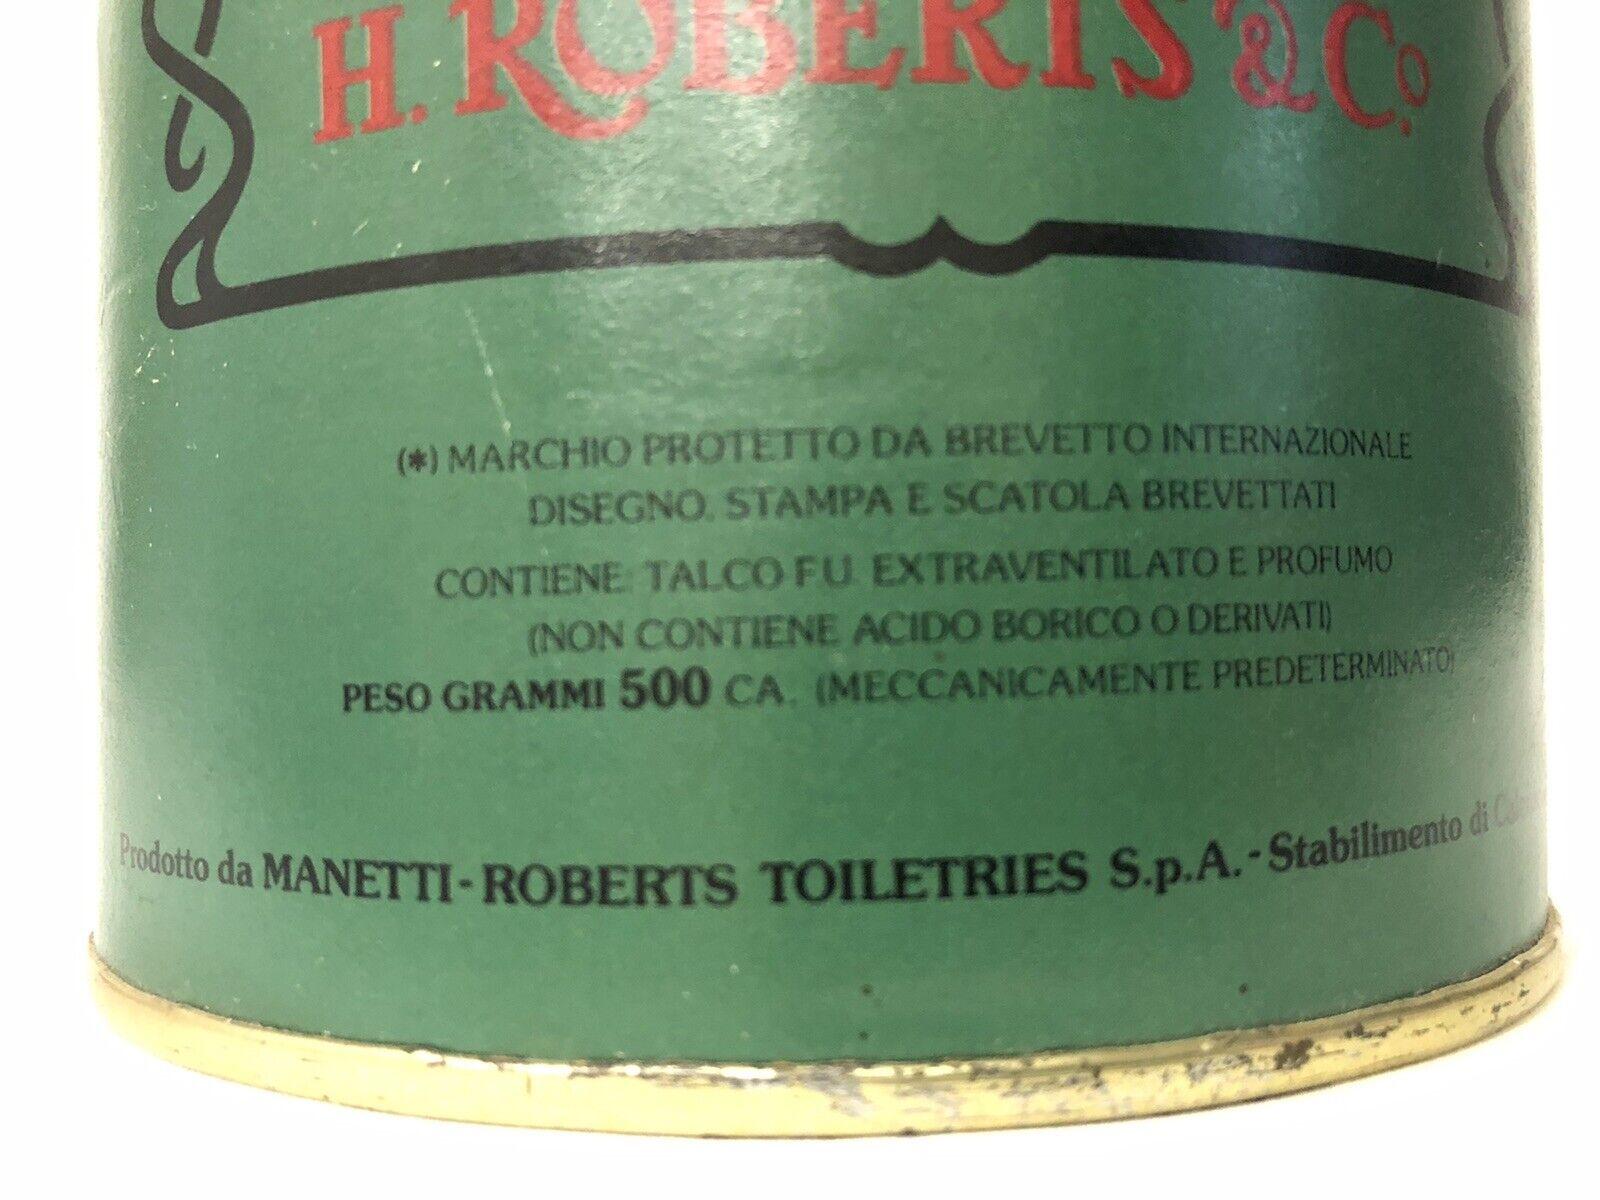 H. ROBERTS & Co.
(*) MARCHIO PROTETTO DA BREVETTO INTERNAZIONALE
DISEGNO, STAMPA E SCATOLA BREVETTATI
CONTIENE: TALCO F.U. EXTRAVENTILATO E PROFUMO
(NON CONTIENE ACIDO BORICO O DERIVATI)
PESO GRAMMI 500 CA. (MECCANICAMENTE PREDETERMINATO)
Prodotto da MANETTI-ROBERTS TOILETRIES S.p.A.-Stabilimento di